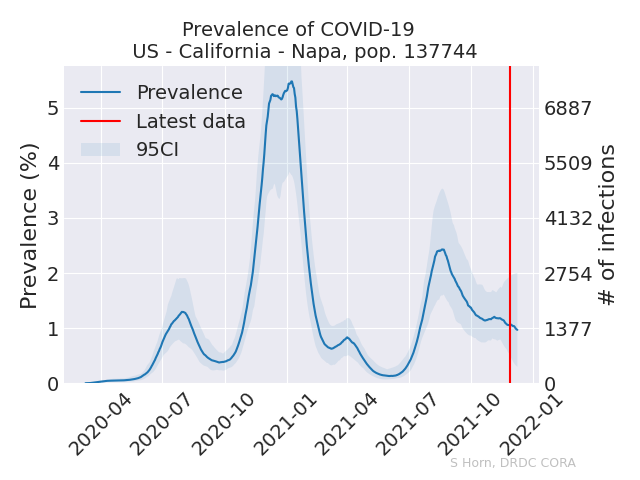 Prevalence of COVID-19
US - California - Napa, pop. 137744
Prevalence
Latest data
95CI
Prevalence (%)
5
4
3
2
1
0
6887
5509
4132
2754
1377
0
# of infections
2020-04
2020-07
2020-10
2021-01
2021-04
2021-07
2021-10
2022-01
S Horn, DRDC CORA